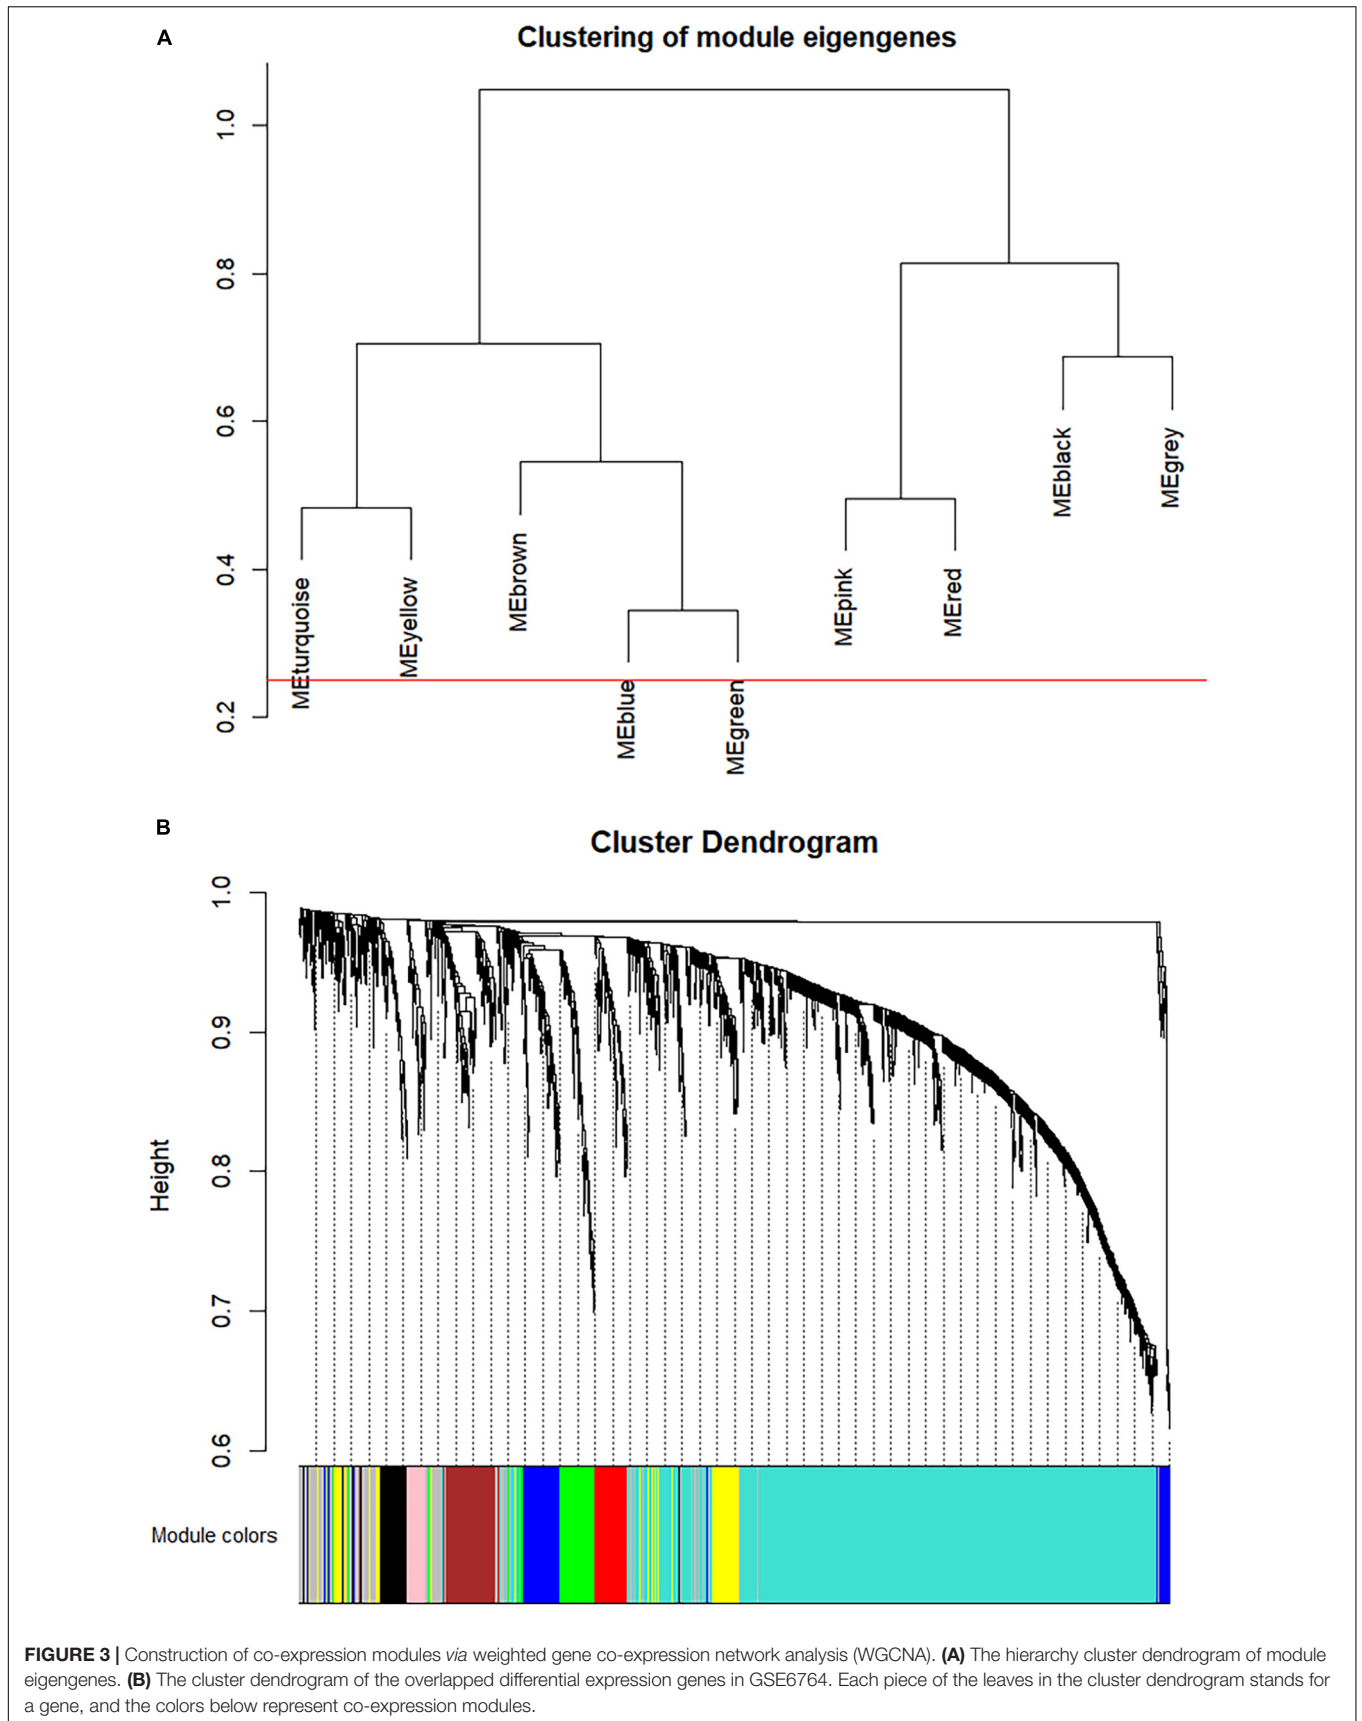 A
Clustering of module eigengenes
1.0
0.8
0.6
0.4
0.2
MEturquoise
MEyellow
MEbrown
MEblue
MEgreen
MEpink
MEred
MEblack
MEgrey
B
Cluster Dendrogram
Height
1.0
0.9
0.8
0.7
0.6
Module colors
FIGURE 3 | Construction of co-expression modules via weighted gene co-expression network analysis (WGCNA). (A) The hierarchy cluster dendrogram of module
eigengenes. (B) The cluster dendrogram of the overlapped differential expression genes in GSE6764. Each piece of the leaves in the cluster dendrogram stands for
a gene, and the colors below represent co-expression modules.